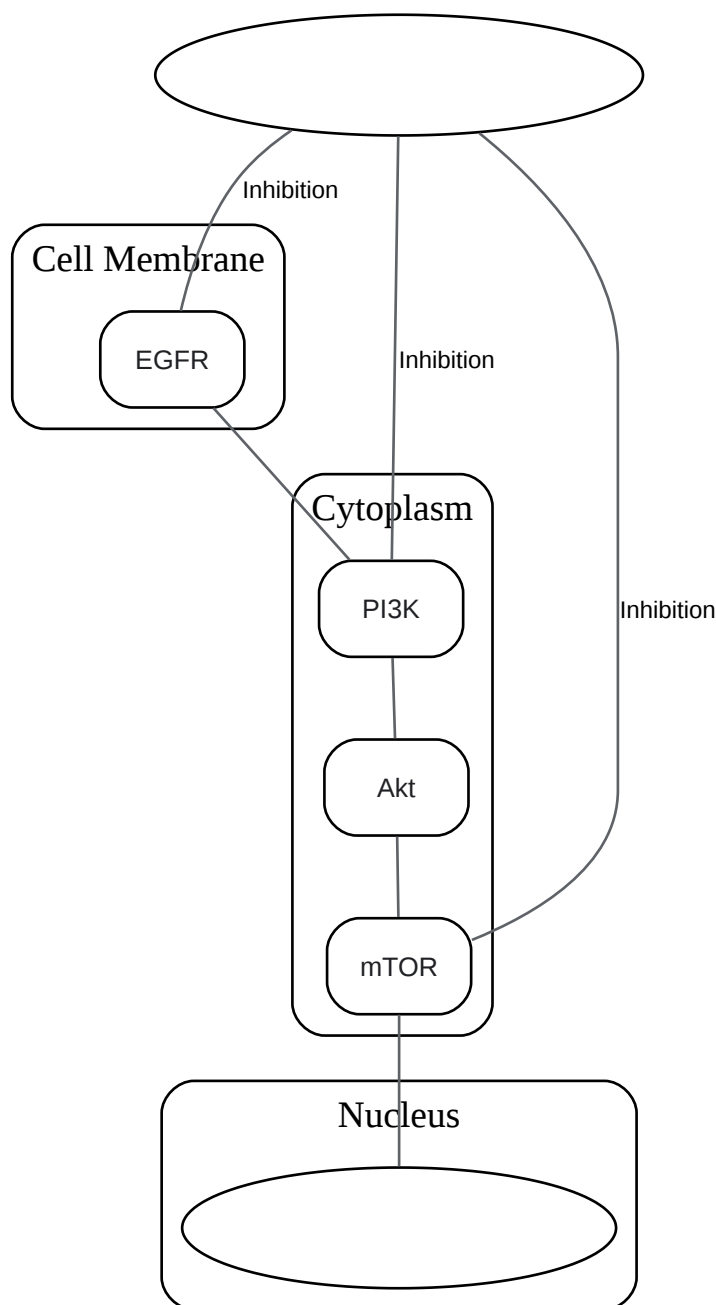 Inhibition
Cell Membrane
EGFR
Inhibition
Cytoplasm
PI3K
Inhibition
Akt
mTOR
Nucleus